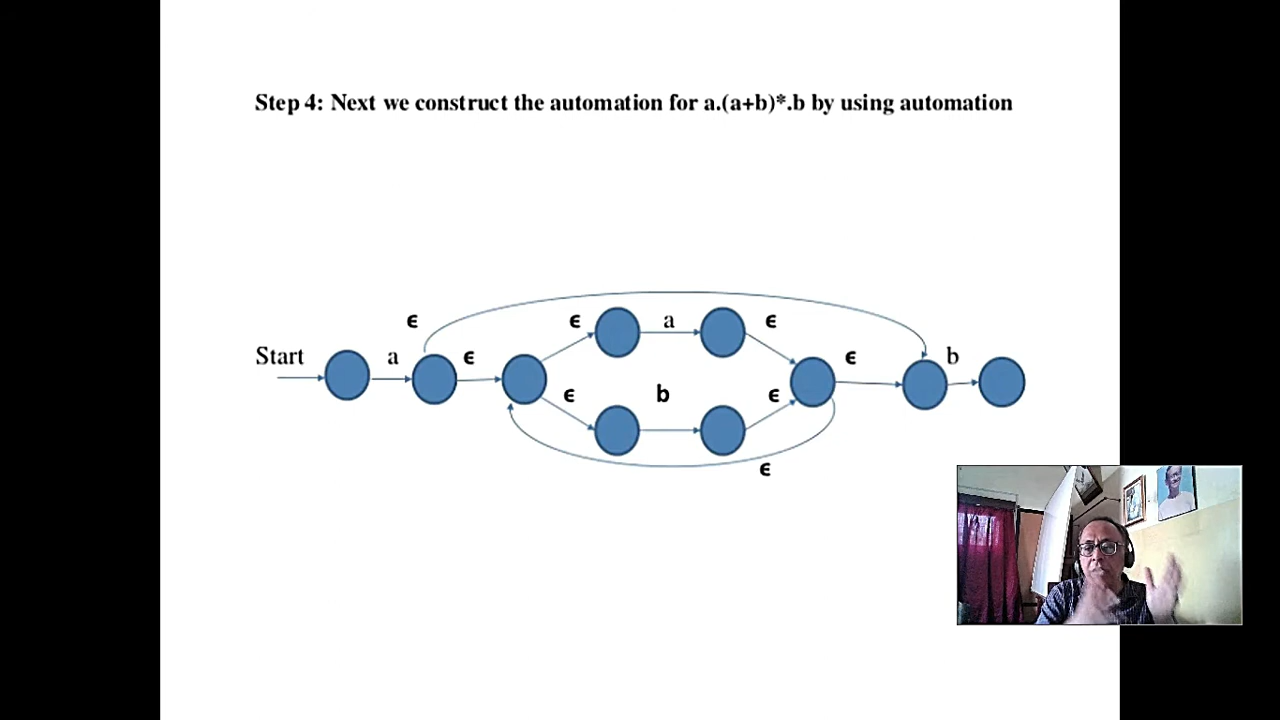 Step 4: Next we construct the automation for a.(a+b)*.b by using automation
ϵ
ϵ a ϵ
Start a ϵ ϵ b
ϵ b ϵ
ϵ